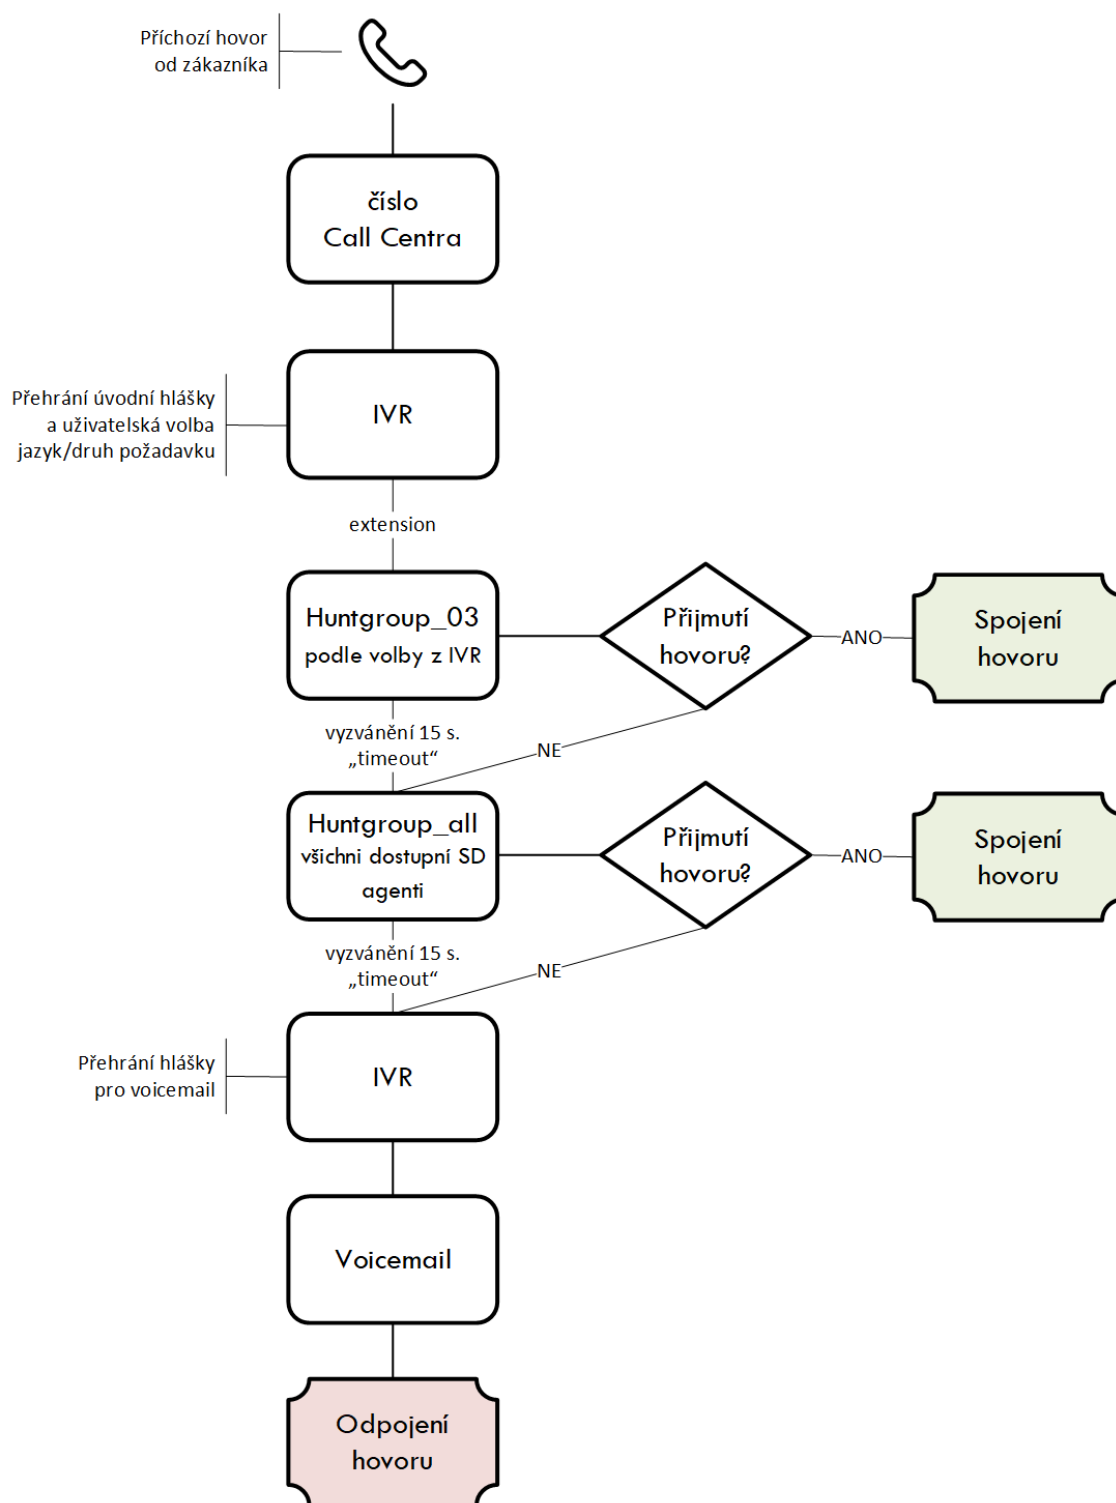 Příchozí hovor
od zákazníka
číslo
Call Centra
Přehrání úvodní hlášky
a uživatelská volba
jazyk/druh požadavku
IVR
extension
Huntgroup_03
podle volby z IVR
Přijmutí
hovoru?
ANO
Spojení
hovoru
vyzvánění 15 s.
„timeout“
NE
Huntgroup_all
všichni dostupní SD
agenti
Přijmutí
hovoru?
ANO
Spojení
hovoru
vyzvánění 15 s.
„timeout“
NE
Přehrání hlášky
pro voicemail
IVR
Voicemail
Odpojení
hovoru